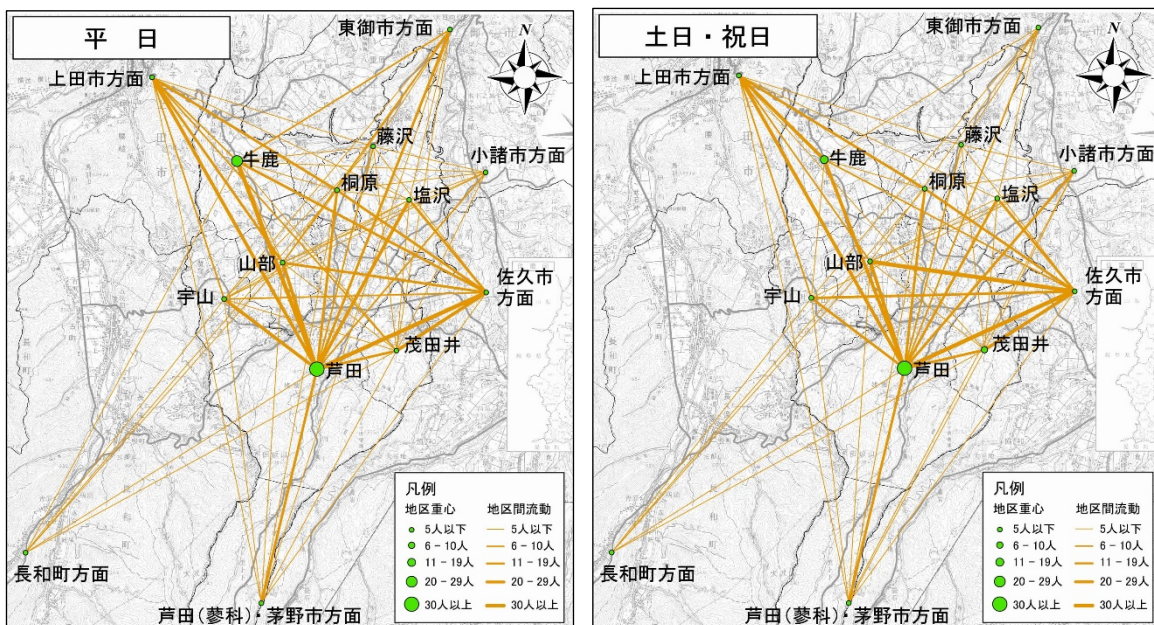 平 日
東御市方面
N
上田市方面
藤沢
牛鹿
小諸市方面
桐原
塩沢
山部
佐久市
方面
宇山
茂田井
芦田
長和町方面
芦田(蓼科)・茅野市方面
凡例
地区重心 地区間流動
5人以下 5人以下
6－10人 6－10人
11－19人 11－19人
20－29人 20－29人
30人以上 30人以上
土日・祝日
東御市方面
N
上田市方面
藤沢
牛鹿
小諸市方面
桐原
塩沢
山部
佐久市
方面
宇山
茂田井
芦田
長和町方面
芦田(蓼科)・茅野市方面
凡例
地区重心 地区間流動
5人以下 5人以下
6－10人 6－10人
11－19人 11－19人
20－29人 20－29人
30人以上 30人以上